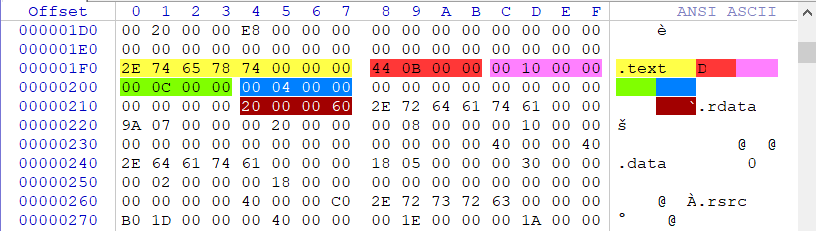 Offset 0 1 2 3 4 5 6 7 8 9 A B C D E F ANSI ASCII
000001D0 00 20 00 00 E8 00 00 00 00 00 00 00 00 00 00 00 è
000001E0 00 00 00 00 00 00 00 00 00 00 00 00 00 00 00 00
000001F0 2E 74 65 78 74 00 00 00 44 0B 00 00 00 10 00 00 .text D
00000200 00 0C 00 00 00 04 00 00 00 00 00 00 00 00 00 00
00000210 00 00 00 00 20 00 00 60 2E 72 64 61 74 61 00 00 `.rdata
00000220 9A 07 00 00 00 20 00 00 00 08 00 00 00 10 00 00 š
00000230 00 00 00 00 00 00 00 00 00 00 00 00 40 00 00 40 @ @
00000240 2E 64 61 74 61 00 00 00 18 05 00 00 00 30 00 00 .data 0
00000250 00 02 00 00 00 18 00 00 00 00 00 00 00 00 00 00
00000260 00 00 00 00 40 00 00 C0 2E 72 73 72 63 00 00 00 @ À.rsrc
00000270 B0 1D 00 00 00 40 00 00 00 1E 00 00 00 1A 00 00 ° @